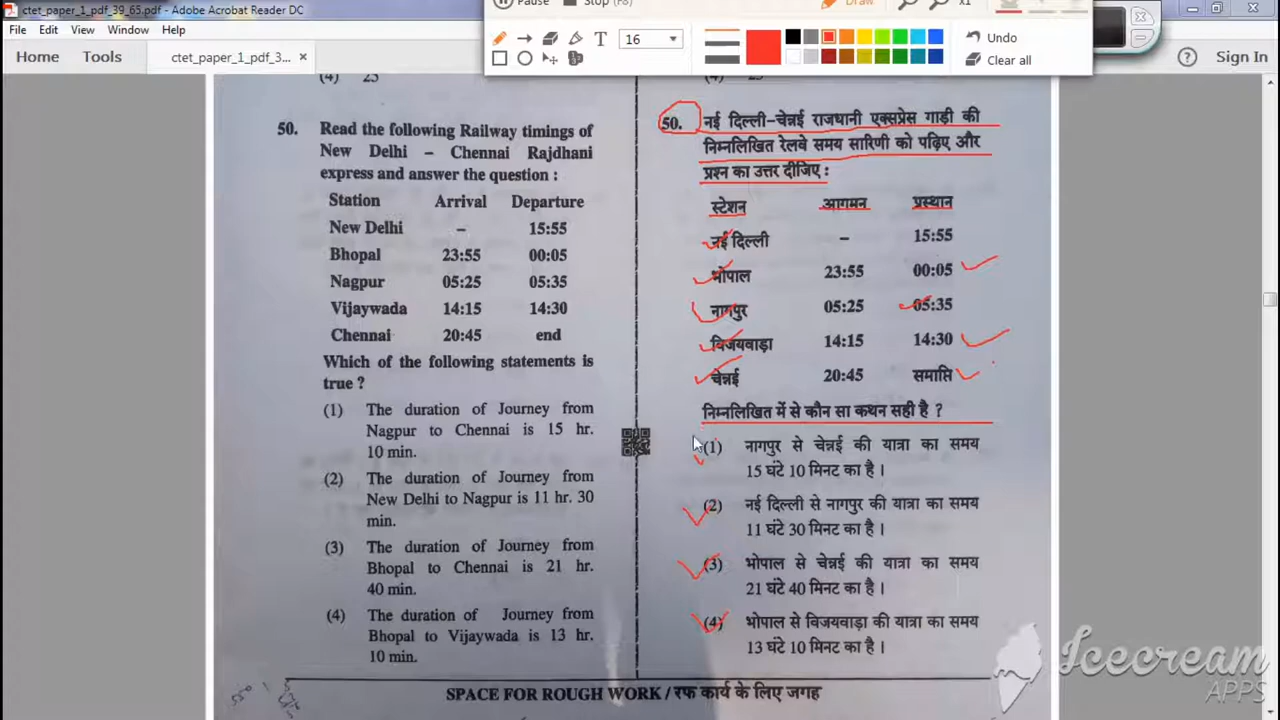 ctet_paper_1_pdf_39_65.pdf - Adobe Acrobat Reader DC
Pause Stop (F8) Draw x1
File Edit View Window Help
T 16 Undo
Clear all
Home Tools ctet_paper_1_pdf_3... × Sign In
(4) 25
50. Read the following Railway timings of
New Delhi – Chennai Rajdhani
express and answer the question :
Station Arrival Departure
New Delhi – 15:55
Bhopal 23:55 00:05
Nagpur 05:25 05:35
Vijaywada 14:15 14:30
Chennai 20:45 end
Which of the following statements is
true ?
(1) The duration of Journey from
Nagpur to Chennai is 15 hr.
10 min.
(2) The duration of Journey from
New Delhi to Nagpur is 11 hr. 30
min.
(3) The duration of Journey from
Bhopal to Chennai is 21 hr.
40 min.
(4) The duration of Journey from
Bhopal to Vijaywada is 13 hr.
10 min.
(4) 25
50. नई दिल्ली-चेन्नई राजधानी एक्सप्रेस गाड़ी की
निम्नलिखित रेलवे समय सारिणी को पढ़िए और
प्रश्न का उत्तर दीजिए :
स्टेशन आगमन प्रस्थान
नई दिल्ली – 15:55
भोपाल 23:55 00:05
नागपुर 05:25 05:35
विजयवाड़ा 14:15 14:30
चेन्नई 20:45 समाप्ति
निम्नलिखित में से कौन सा कथन सही है ?
(1) नागपुर से चेन्नई की यात्रा का समय
15 घंटे 10 मिनट का है ।
(2) नई दिल्ली से नागपुर की यात्रा का समय
11 घंटे 30 मिनट का है ।
(3) भोपाल से चेन्नई की यात्रा का समय
21 घंटे 40 मिनट का है ।
(4) भोपाल से विजयवाड़ा की यात्रा का समय
13 घंटे 10 मिनट का है ।
SPACE FOR ROUGH WORK / रफ कार्य के लिए जगह
Icecream
APPS